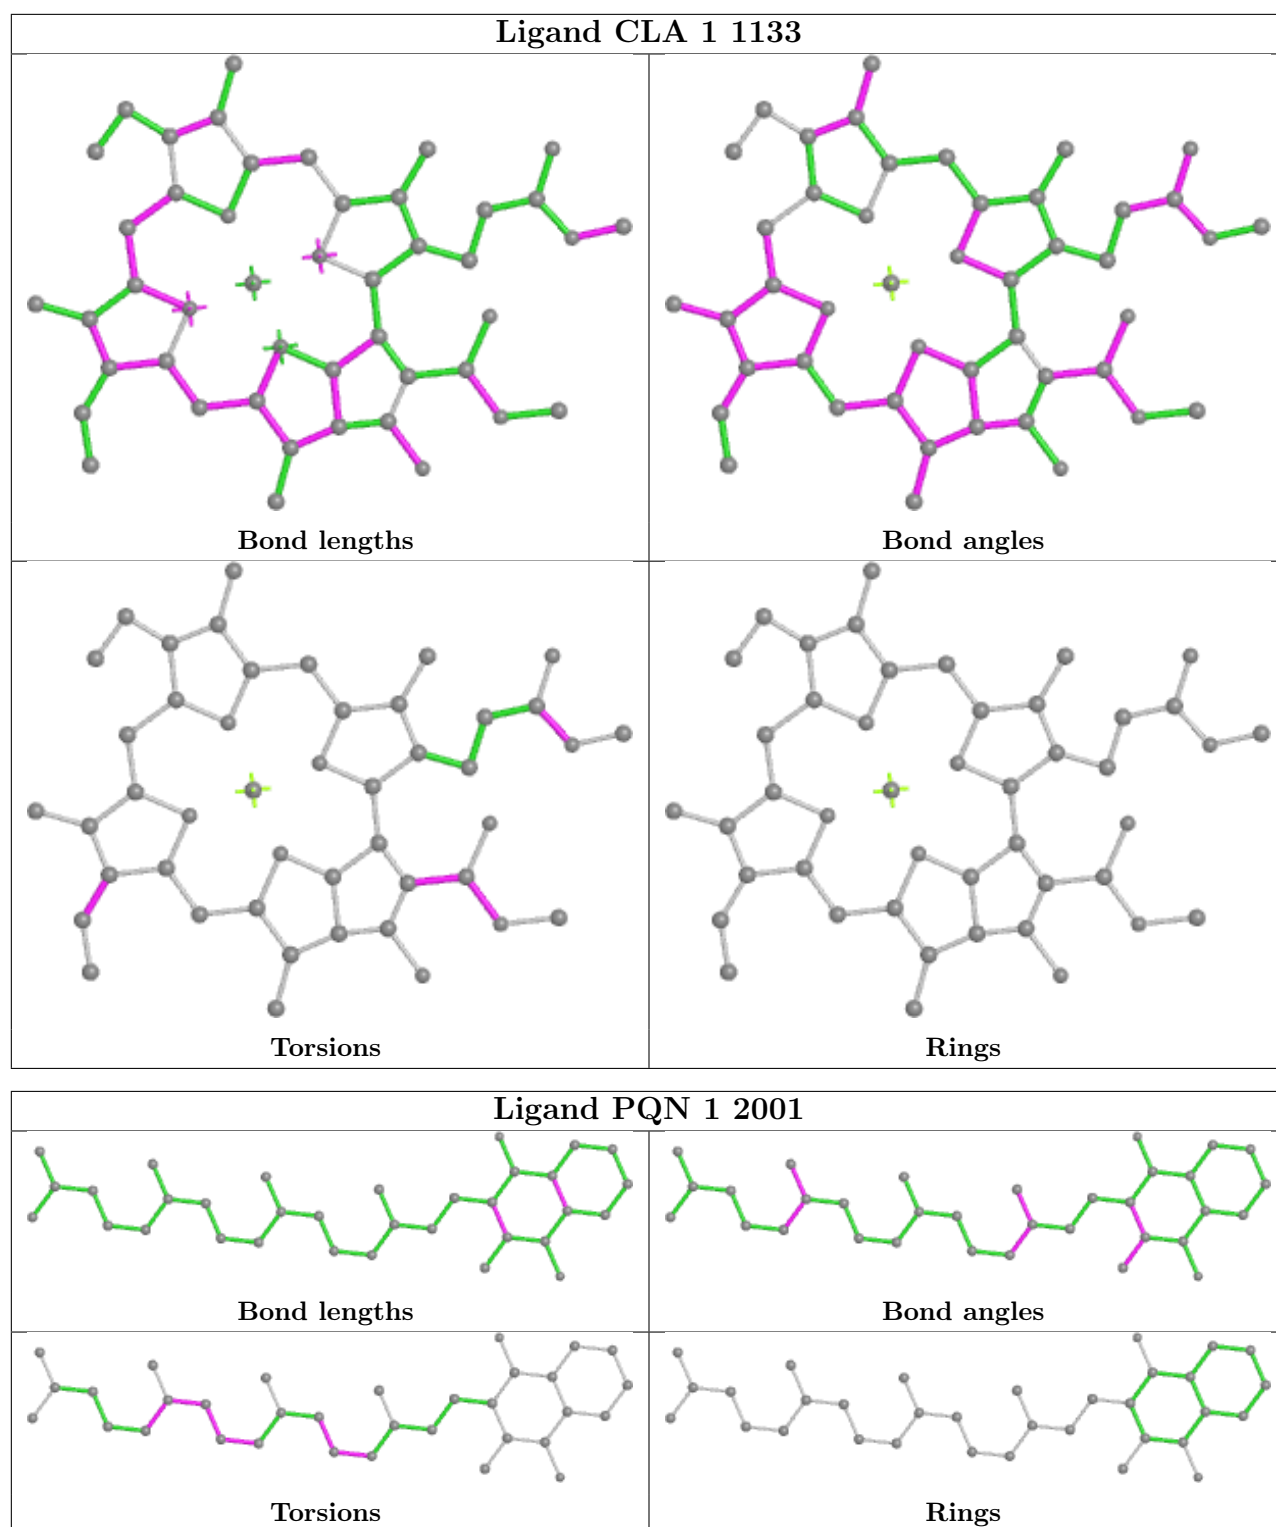 Ligand CLA 1 1133
Bond lengths
Bond angles
Torsions
Rings
Ligand PQN 1 2001
Bond lengths
Bond angles
Torsions
Rings